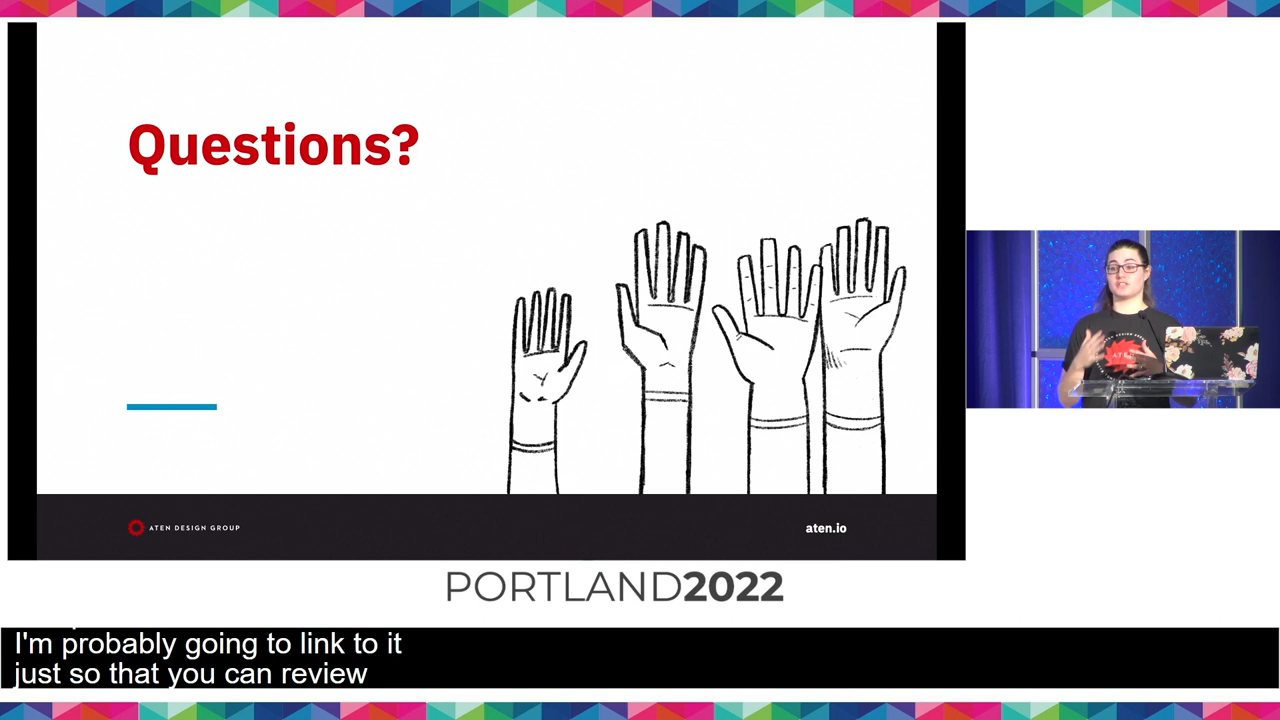 Questions?
ATEN DESIGN GROUP
aten.io
ATEN
PORTLAND2022
I'm probably going to link to it
just so that you can review